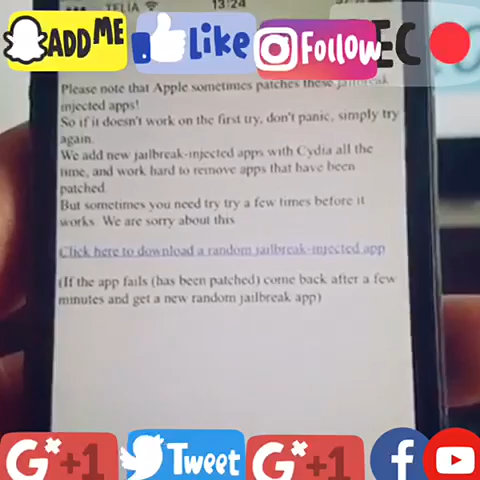 TELIA
13:24
ADD ME
Like
Follow
EC
Please note that Apple sometimes patches these jailbreak
injected apps!
So if it doesn't work on the first try, don't panic, simply try
again.
We add new jailbreak-injected apps with Cydia all the
time, and work hard to remove apps that have been
patched.
But sometimes you need try try a few times before it
works. We are sorry about this
Click here to download a random jailbreak-injected app
(If the app fails (has been patched) come back after a few
minutes and get a new random jailbreak app)
G+ +1
Tweet
G+ +1
f